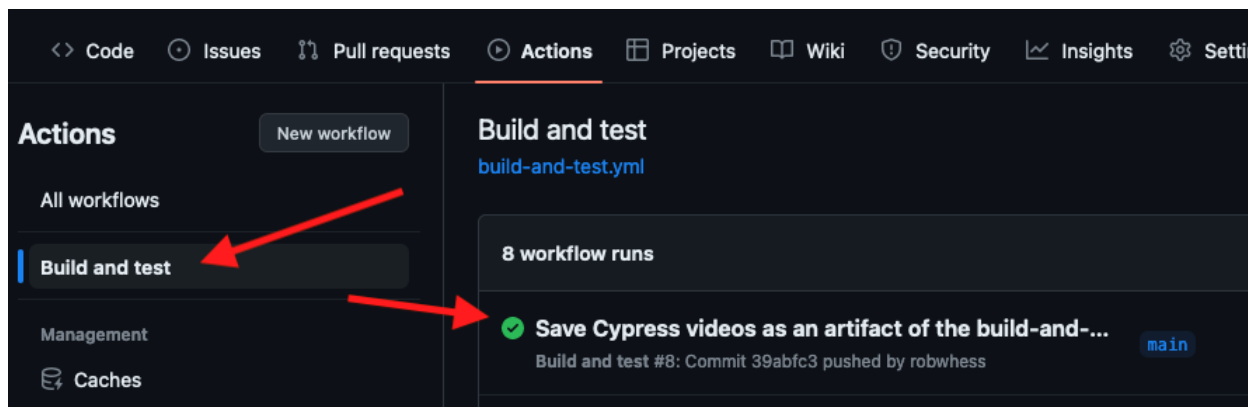 Code Issues Pull requests Actions Projects Wiki Security Insights
Actions
New workflow
All workflows
Build and test
Management
Caches
Build and test
build-and-test.yml
8 workflow runs
Save Cypress videos as an artifact of the build-and-...
main
Build and test #8: Commit 39abfc3 pushed by robwhess